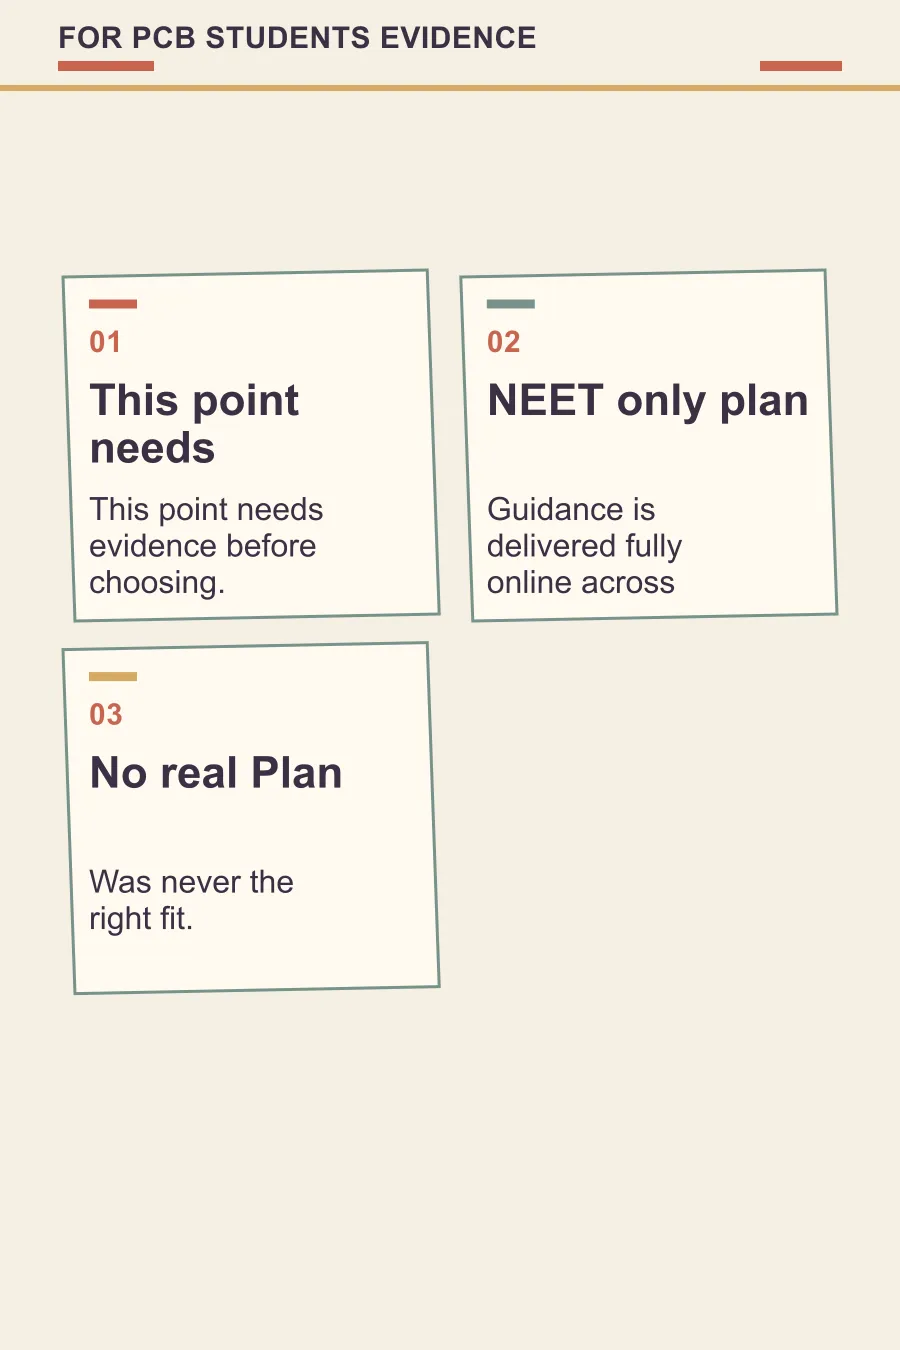 FOR PCB STUDENTS EVIDENCE
01
This point
needs
This point needs
evidence before
choosing.
02
NEET only plan
Guidance is
delivered fully
online across
03
No real Plan
Was never the
right fit.